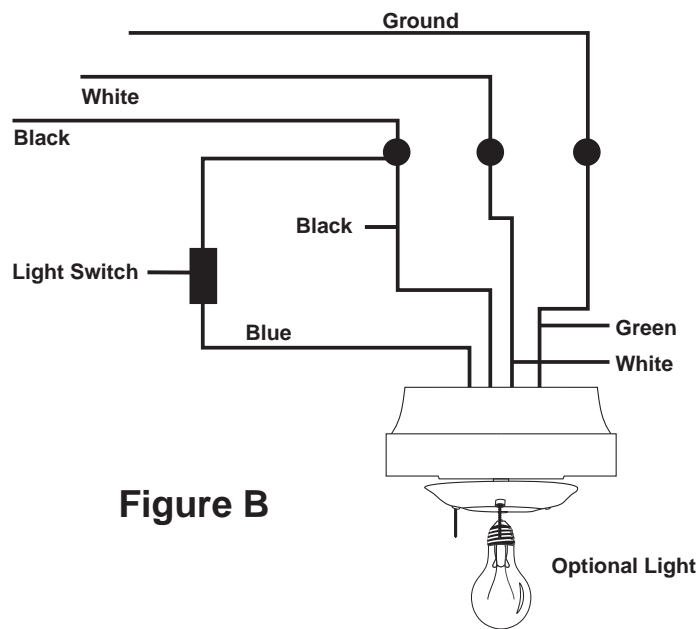 Ground
White
Black
Black
Light Switch
Blue
Green
White
Figure B
Optional Light